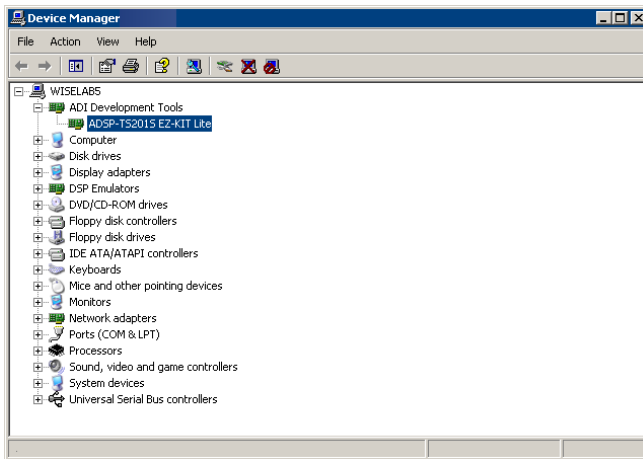 Device Manager
File Action View Help
WISELAB5
ADI Development Tools
ADSP-TS201S EZ-KIT Lite
Computer
Disk drives
Display adapters
DSP Emulators
DVD/CD-ROM drives
Floppy disk controllers
Floppy disk drives
IDE ATA/ATAPI controllers
Keyboards
Mice and other pointing devices
Monitors
Network adapters
Ports (COM & LPT)
Processors
Sound, video and game controllers
System devices
Universal Serial Bus controllers